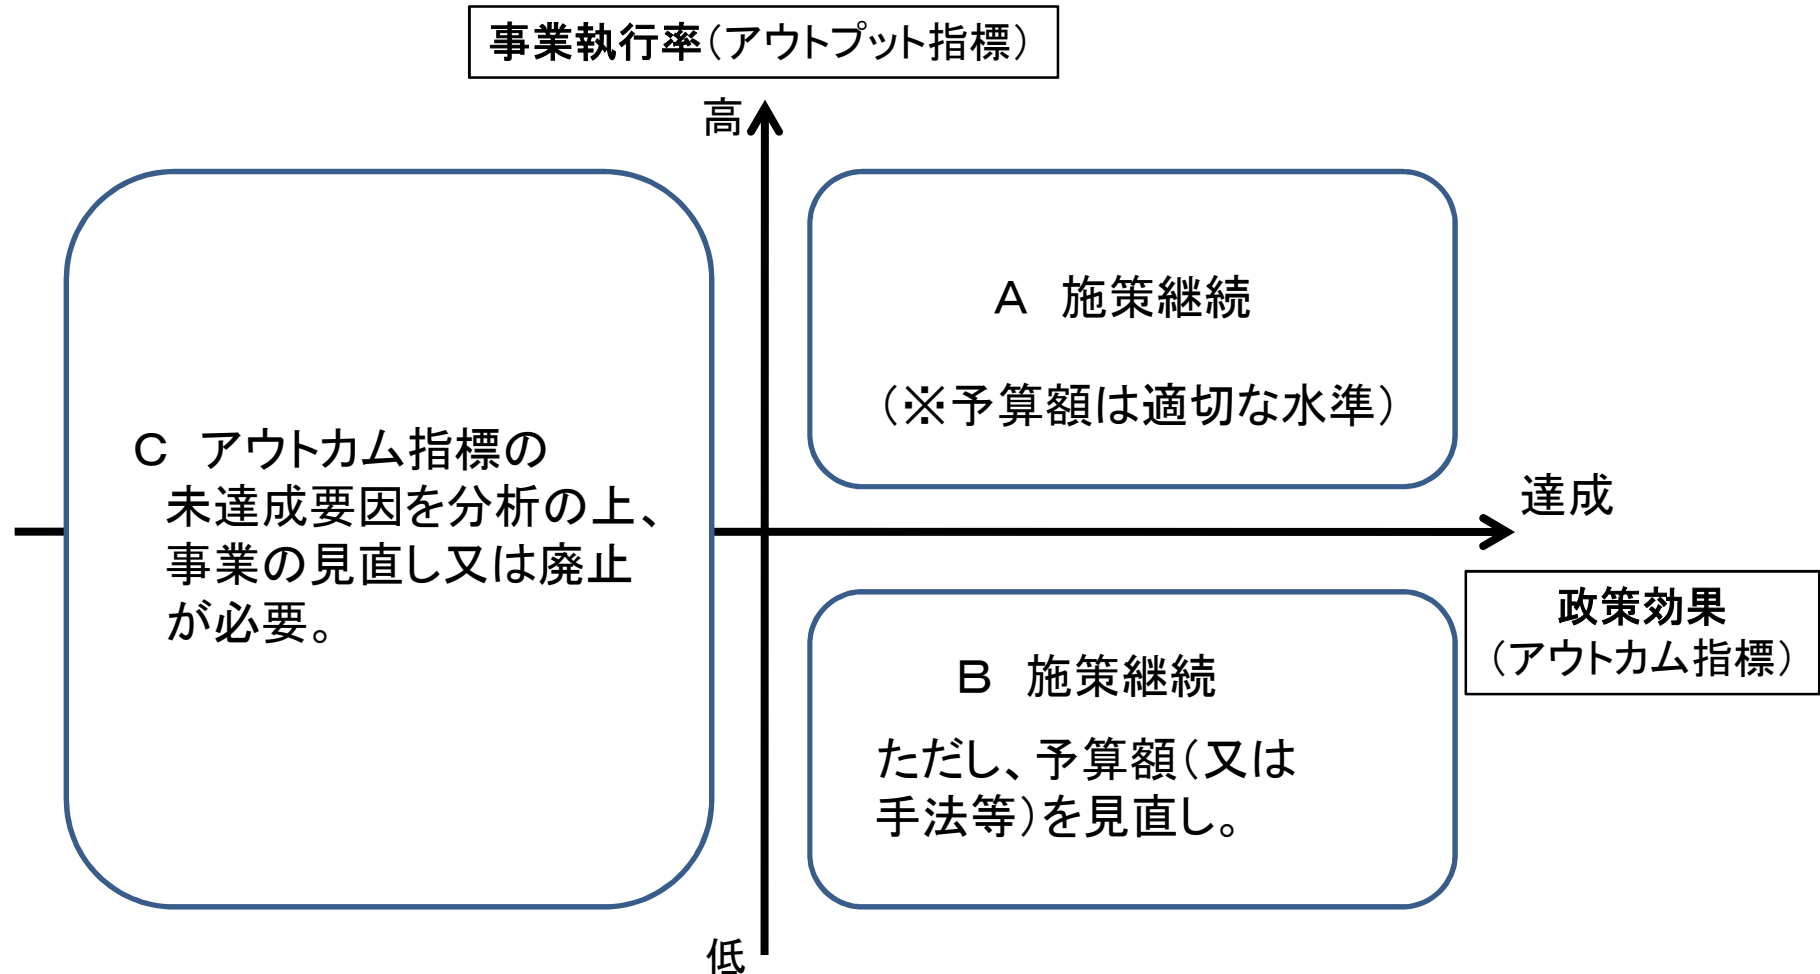 事業執行率（アウトプット指標）
高
A　施策継続
（※予算額は適切な水準）
C　アウトカム指標の
未達成要因を分析の上、
事業の見直し又は廃止
が必要。
達成
政策効果
（アウトカム指標）
B　施策継続
ただし、予算額（又は
手法等）を見直し。
低